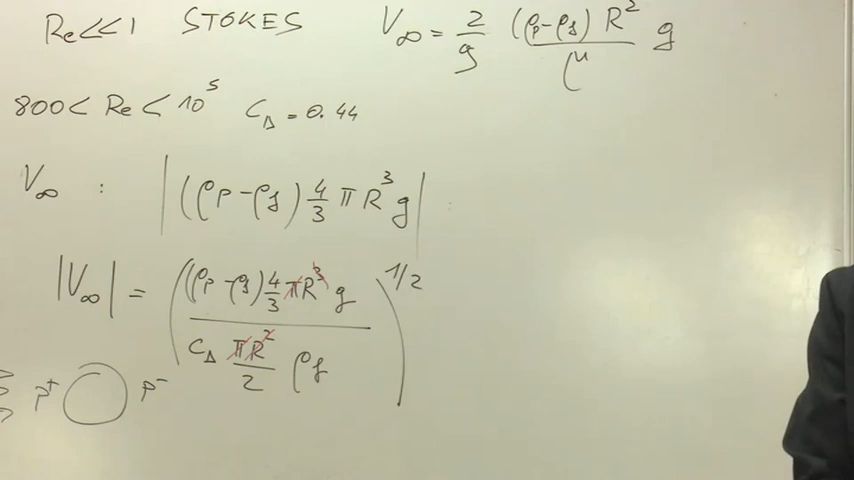 Re<<1 STOKES V∞ = 2/9 (ρp-ρf) R² / μ g
800 < Re < 10⁵ CD = 0.44
V∞ : |(ρp-ρf) 4/3 π R³ g|
|V∞| = ((ρp-ρf) 4/3 πR³ g / CD πR²/2 ρf)^1/2
p⁺ p⁻